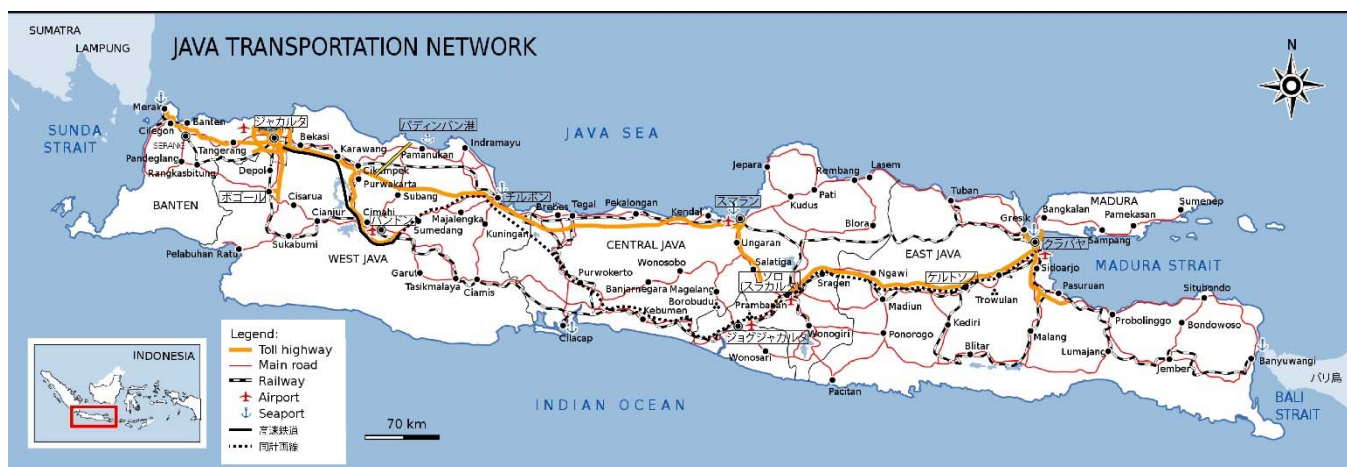 SUMATRA
LAMPUNG
JAVA TRANSPORTATION NETWORK
N
SUNDA
STRAIT
JAVA SEA
Merak
Cilegon
Banten
SERANG
Pandeglang
Rangkasbitung
Tangerang
ジャカルタ
Bekasi
Karawang
Cikampek
Purwakarta
パディンバン港
Pamanukan
Indramayu
Depok
ボゴール
Cisarua
Cianjur
Sukabumi
Pelabuhan Ratu
BANTEN
Subang
Cimahi
バンドン
Sumedang
Majalengka
Kuningan
チルボン
WEST JAVA
Garut
Tasikmalaya
Ciamis
Brebes
Tegal
Pekalongan
Kendal
スマラン
CENTRAL JAVA
Ungaran
Salatiga
Purwokerto
Wonosobo
Banjarnegara
Magelang
Borobudur
Prambanan
Kebumen
Cilacap
ジョグジャカルタ
Wonosari
ソロ
(スラカルタ)
Sragen
Wonogiri
Pacitan
Jepara
Kudus
Pati
Rembang
Lasem
Blora
Tuban
EAST JAVA
Ngawi
Madiun
Ponorogo
ケルトソノ
Kediri
Trowulan
Blitar
Malang
Gresik
クラバヤ
Sidoarjo
Pasuruan
Bangkalan
MADURA
Pamekasan
Sampang
Sumenep
MADURA STRAIT
Probolinggo
Lumajang
Situbondo
Bondowoso
Jember
Banyuwangi
バリ島
BALI
STRAIT
INDIAN OCEAN
70 km
INDONESIA
Legend:
Toll highway
Main road
Railway
Airport
Seaport
高速鉄道
同計画線